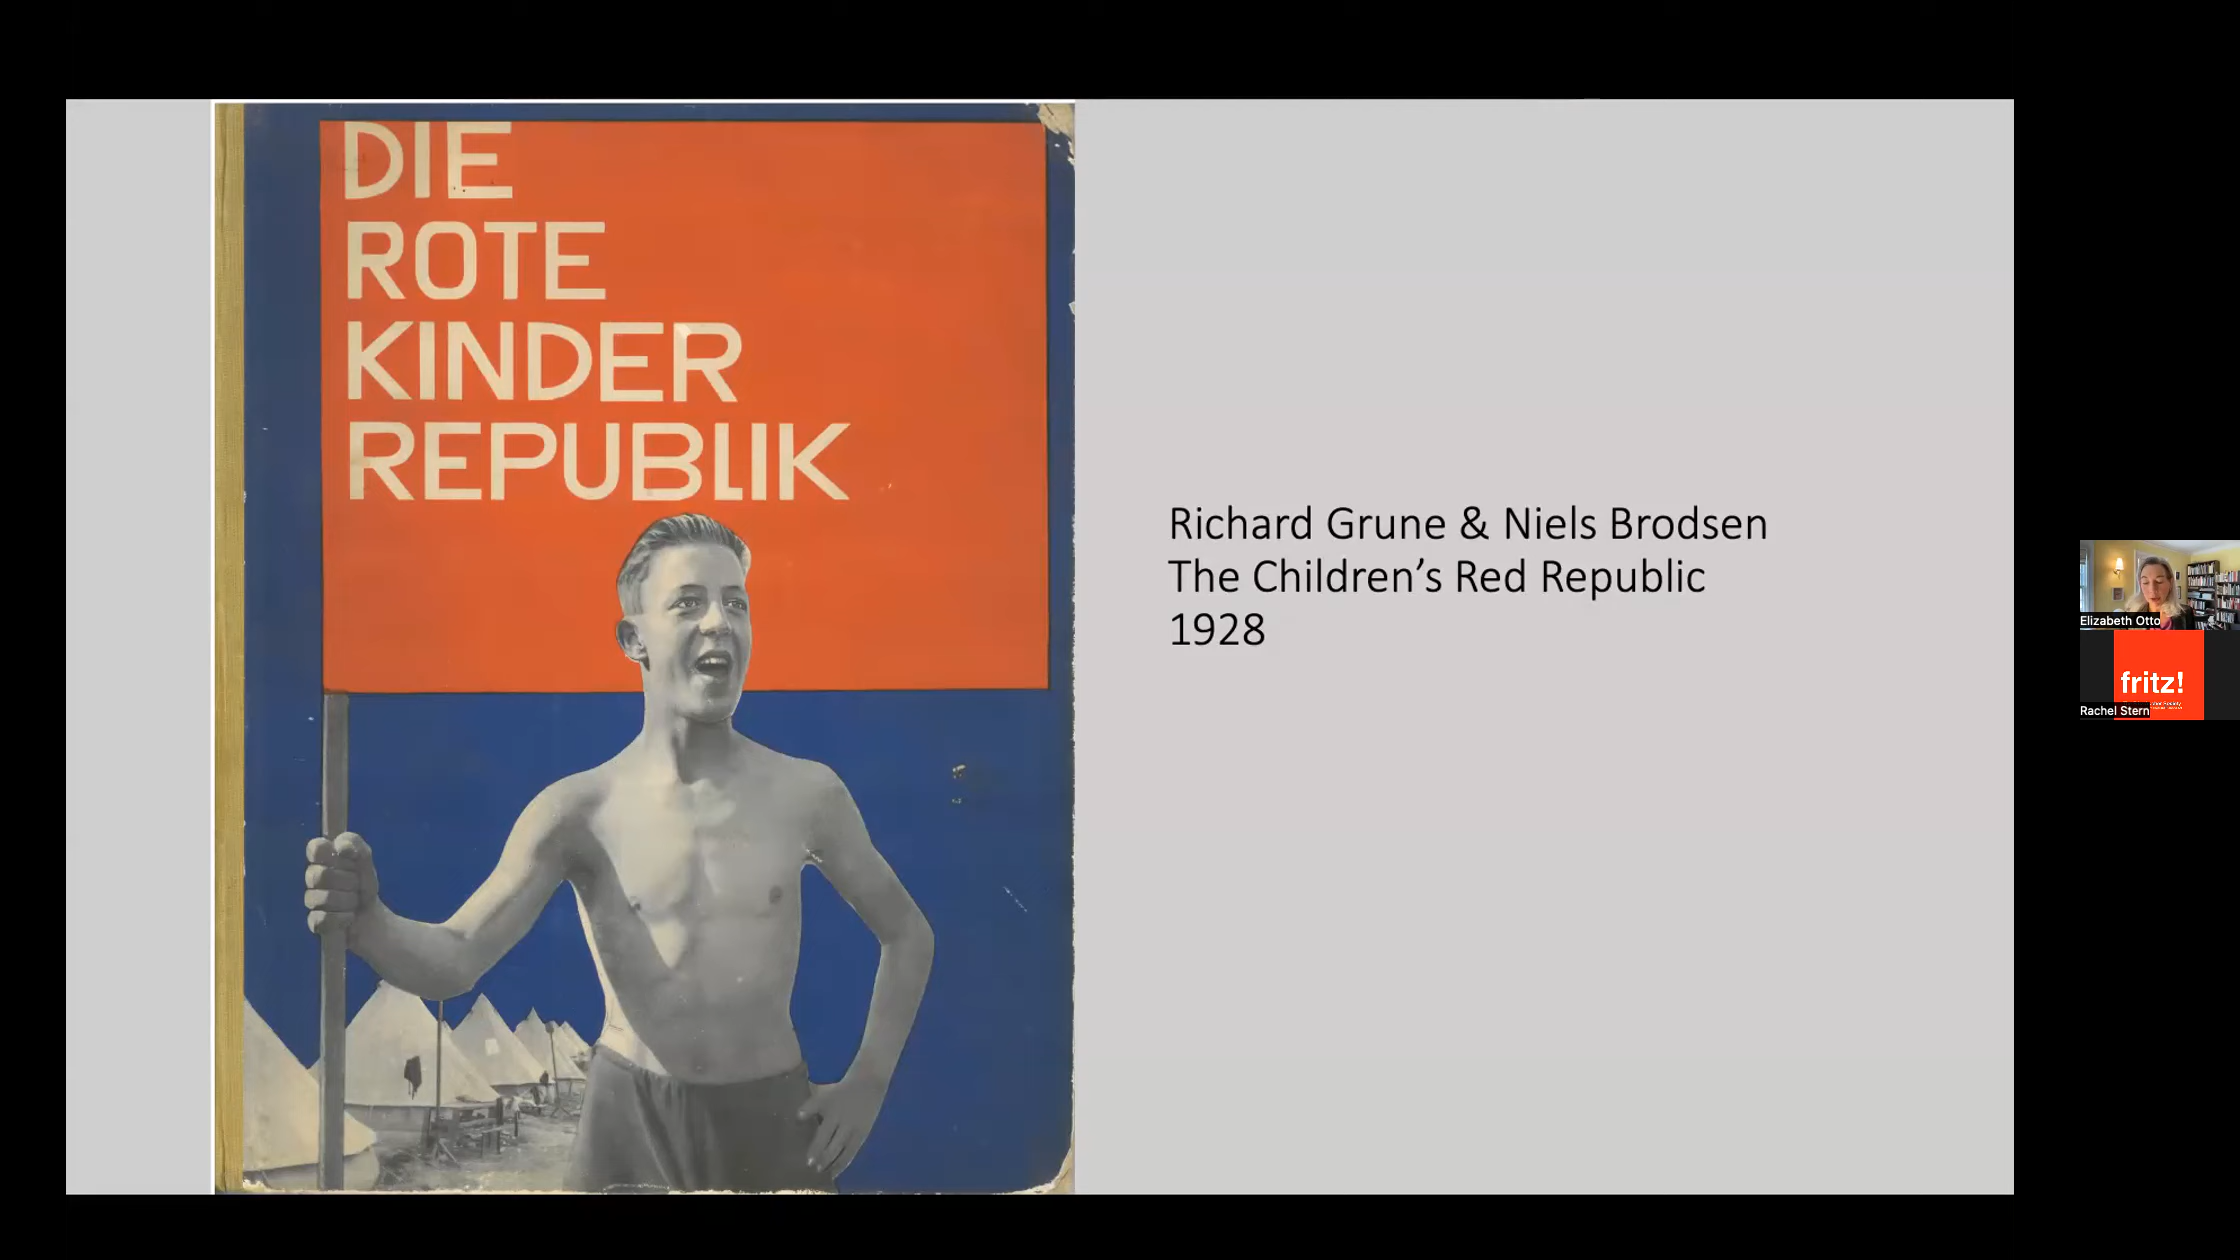 DIE
ROTE
KINDER
REPUBLIK
Richard Grune & Niels Brodsen
The Children's Red Republic
1928
Elizabeth Otto
fritz!
Rachel Stern